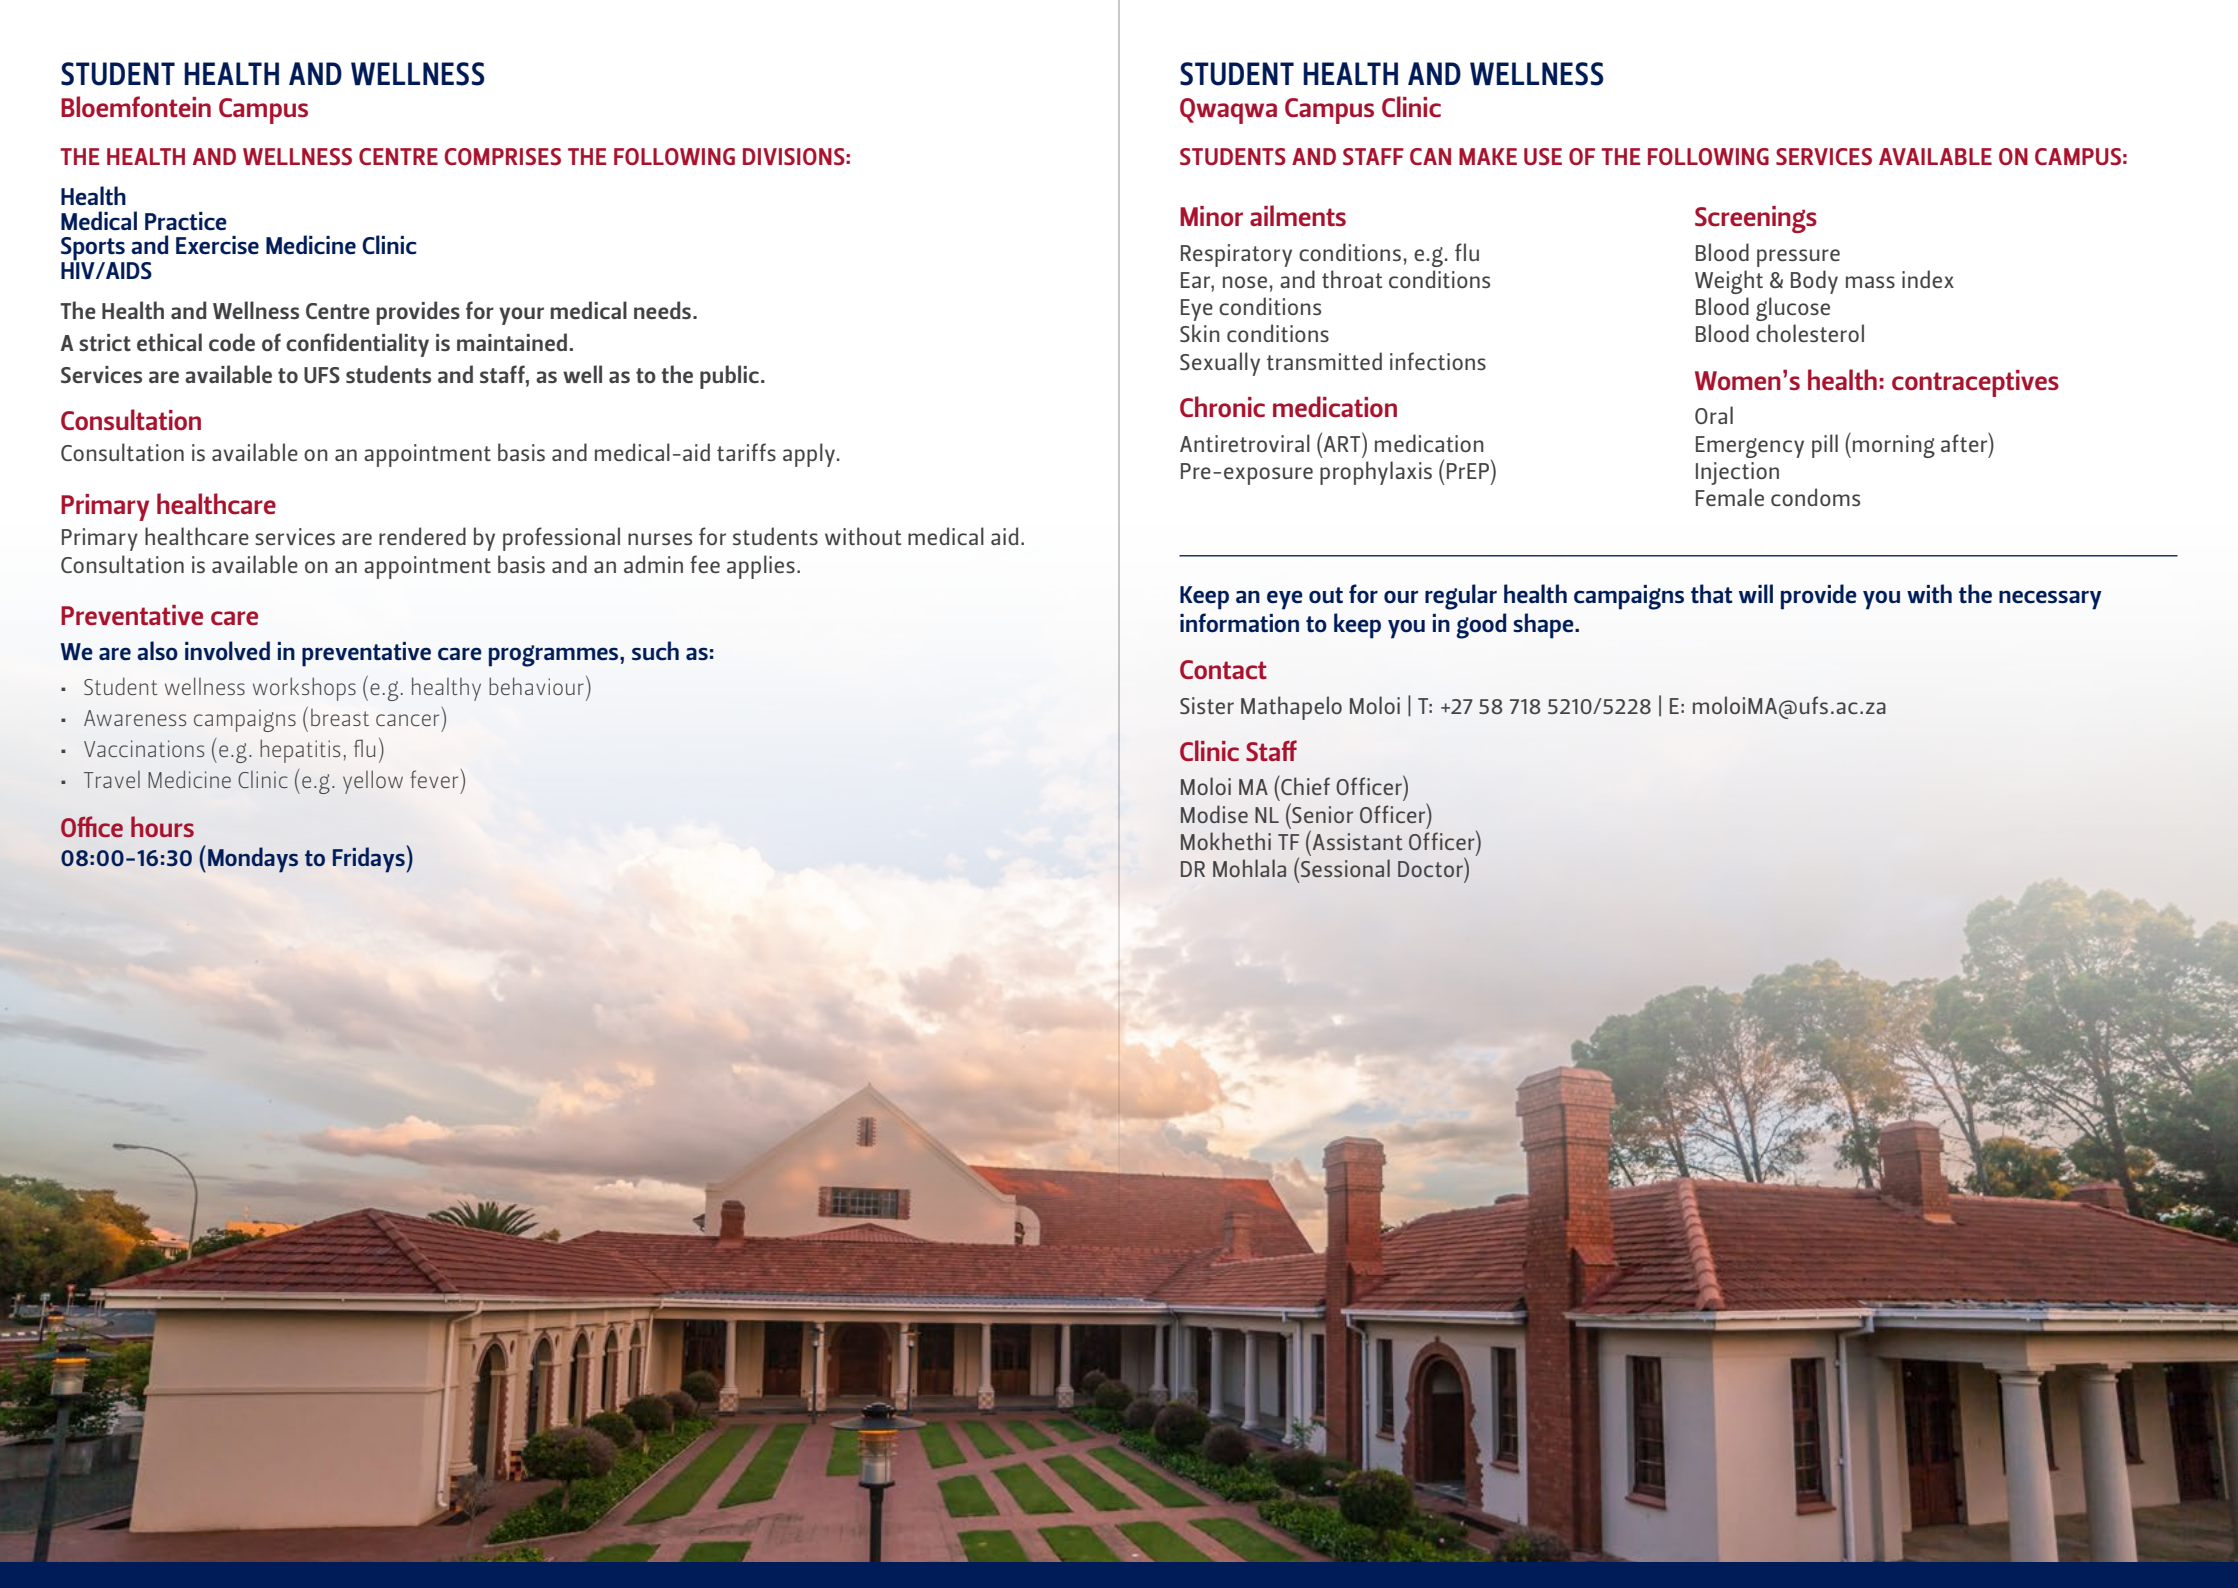 STUDENT HEALTH AND WELLNESS
Bloemfontein Campus
THE HEALTH AND WELLNESS CENTRE COMPRISES THE FOLLOWING DIVISIONS:
Health
Medical Practice
Sports and Exercise Medicine Clinic
HIV/AIDS
The Health and Wellness Centre provides for your medical needs.
A strict ethical code of confidentiality is maintained.
Services are available to UFS students and staff, as well as to the public.
Consultation
Consultation is available on an appointment basis and medical-aid tariffs apply.
Primary healthcare
Primary healthcare services are rendered by professional nurses for students without medical aid.
Consultation is available on an appointment basis and an admin fee applies.
Preventative care
We are also involved in preventative care programmes, such as:
▪ Student wellness workshops (e.g. healthy behaviour)
▪ Awareness campaigns (breast cancer)
▪ Vaccinations (e.g. hepatitis, flu)
▪ Travel Medicine Clinic (e.g. yellow fever)
Office hours
08:00-16:30 (Mondays to Fridays)
STUDENT HEALTH AND WELLNESS
Qwaqwa Campus Clinic
STUDENTS AND STAFF CAN MAKE USE OF THE FOLLOWING SERVICES AVAILABLE ON CAMPUS:
Minor ailments
Respiratory conditions, e.g. flu
Ear, nose, and throat conditions
Eye conditions
Skin conditions
Sexually transmitted infections
Chronic medication
Antiretroviral (ART) medication
Pre-exposure prophylaxis (PrEP)
Screenings
Blood pressure
Weight & Body mass index
Blood glucose
Blood cholesterol
Women's health: contraceptives
Oral
Emergency pill (morning after)
Injection
Female condoms
Keep an eye out for our regular health campaigns that will provide you with the necessary
information to keep you in good shape.
Contact
Sister Mathapelo Moloi | T: +27 58 718 5210/5228 | E: moloiMA@ufs.ac.za
Clinic Staff
Moloi MA (Chief Officer)
Modise NL (Senior Officer)
Mokhethi TF (Assistant Officer)
DR Mohlala (Sessional Doctor)